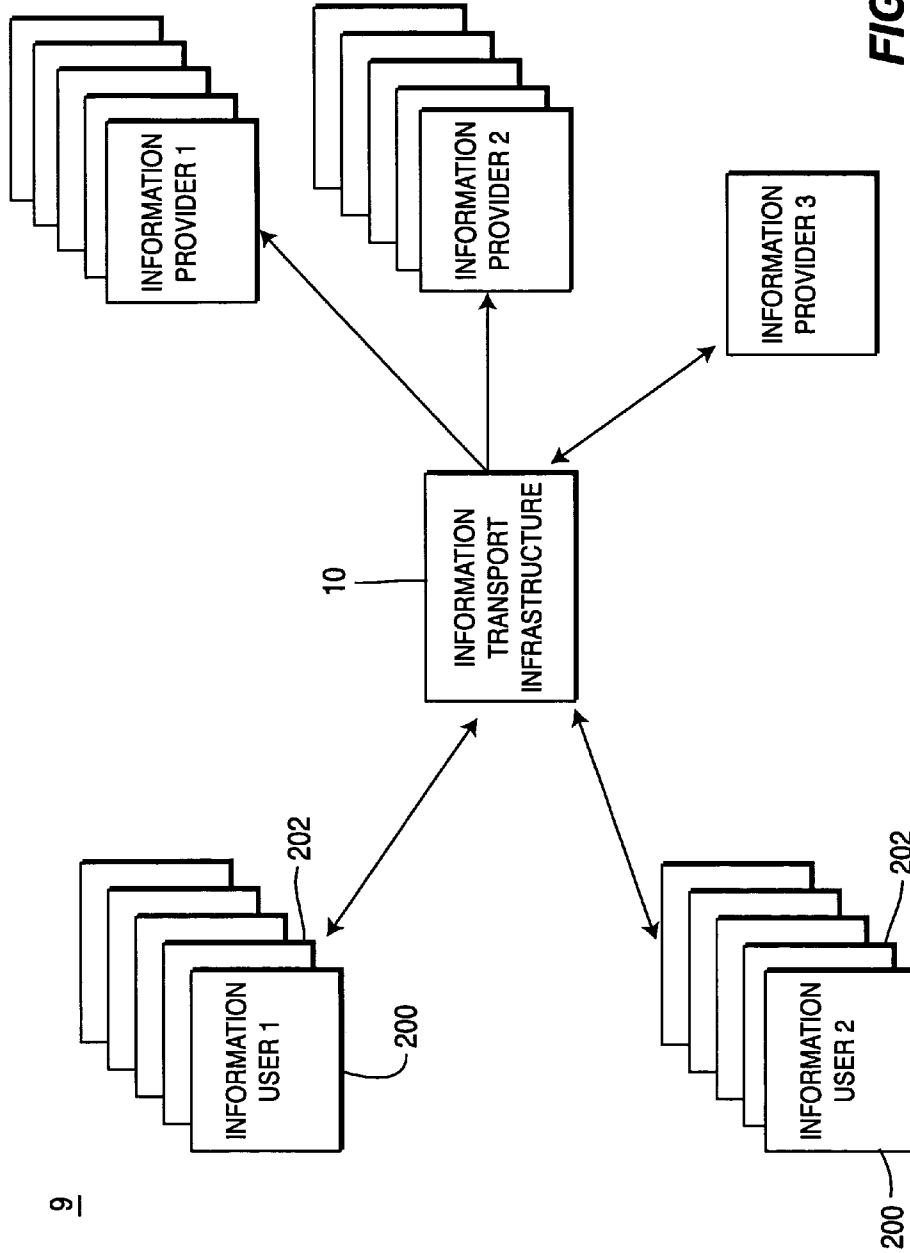 9
INFORMATION
USER 1
202
200
INFORMATION
PROVIDER 1
10
INFORMATION
TRANSPORT
INFRASTRUCTURE
INFORMATION
PROVIDER 2
INFORMATION
USER 2
202
200
INFORMATION
PROVIDER 3
FIG